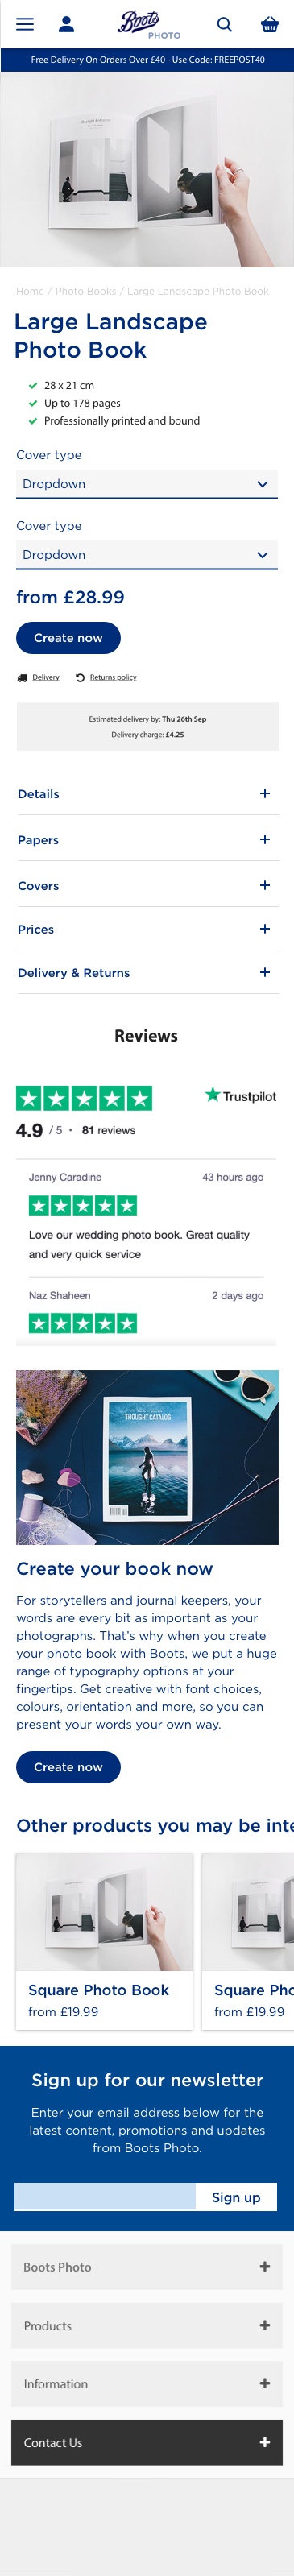 Boots
PHOTO
Free Delivery On Orders Over £40 - Use Code: FREEPOST40
Home / Photo Books / Large Landscape Photo Book
Large Landscape
Photo Book
28 x 21 cm
Up to 178 pages
Professionally printed and bound
Cover type
Dropdown
Cover type
Dropdown
from £28.99
Create now
Delivery Returns policy
Estimated delivery by: Thu 26th Sep
Delivery charge: £4.25
Details
Papers
Covers
Prices
Delivery & Returns
Reviews
Trustpilot
4.9 / 5 • 81 reviews
Jenny Caradine 43 hours ago
Love our wedding photo book. Great quality
and very quick service
Naz Shaheen 2 days ago
THOUGHT CATALOG
Create your book now
For storytellers and journal keepers, your
words are every bit as important as your
photographs. That's why when you create
your photo book with Boots, we put a huge
range of typography options at your
fingertips. Get creative with font choices,
colours, orientation and more, so you can
present your words your own way.
Create now
Other products you may be inte
Square Photo Book Square Pho
from £19.99 from £19.99
Sign up for our newsletter
Enter your email address below for the
latest content, promotions and updates
from Boots Photo.
Sign up
Boots Photo
Products
Information
Contact Us